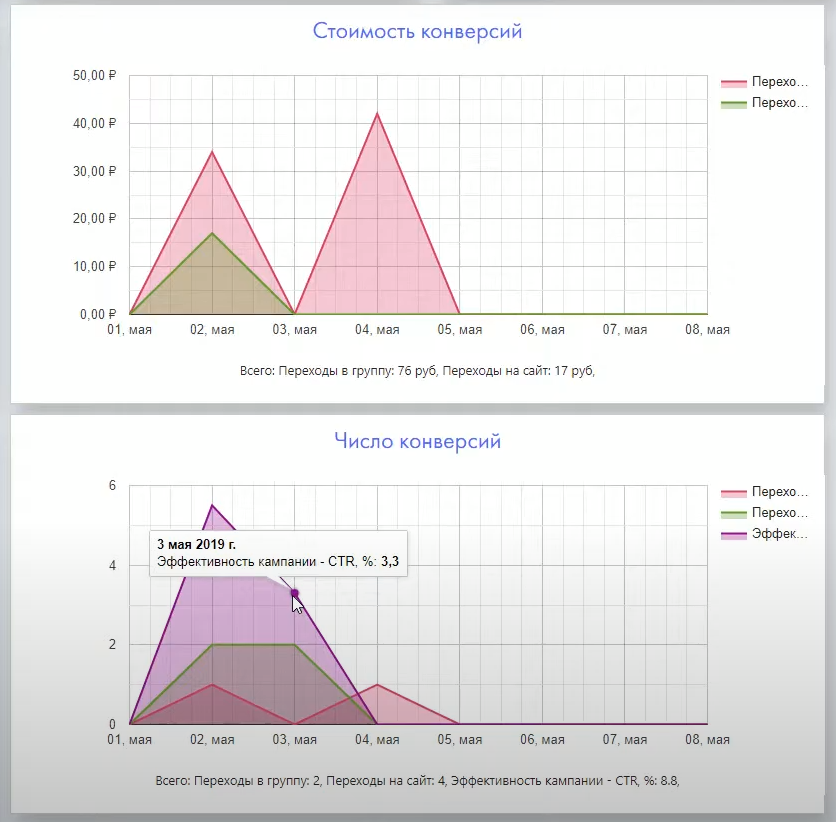 Стоимость конверсий
50,00 ₽
40,00 ₽
30,00 ₽
20,00 ₽
10,00 ₽
0,00 ₽
01, мая 02, мая 03, мая 04, мая 05, мая 06, мая 07, мая 08, мая
Перехо...
Перехо...
Всего: Переходы в группу: 76 руб, Переходы на сайт: 17 руб,
Число конверсий
6
4
2
0
01, мая 02, мая 03, мая 04, мая 05, мая 06, мая 07, мая 08, мая
Перехо...
Перехо...
Эффек...
3 мая 2019 г.
Эффективность кампании - CTR, %: 3,3
Всего: Переходы в группу: 2, Переходы на сайт: 4, Эффективность кампании - CTR, %: 8.8,